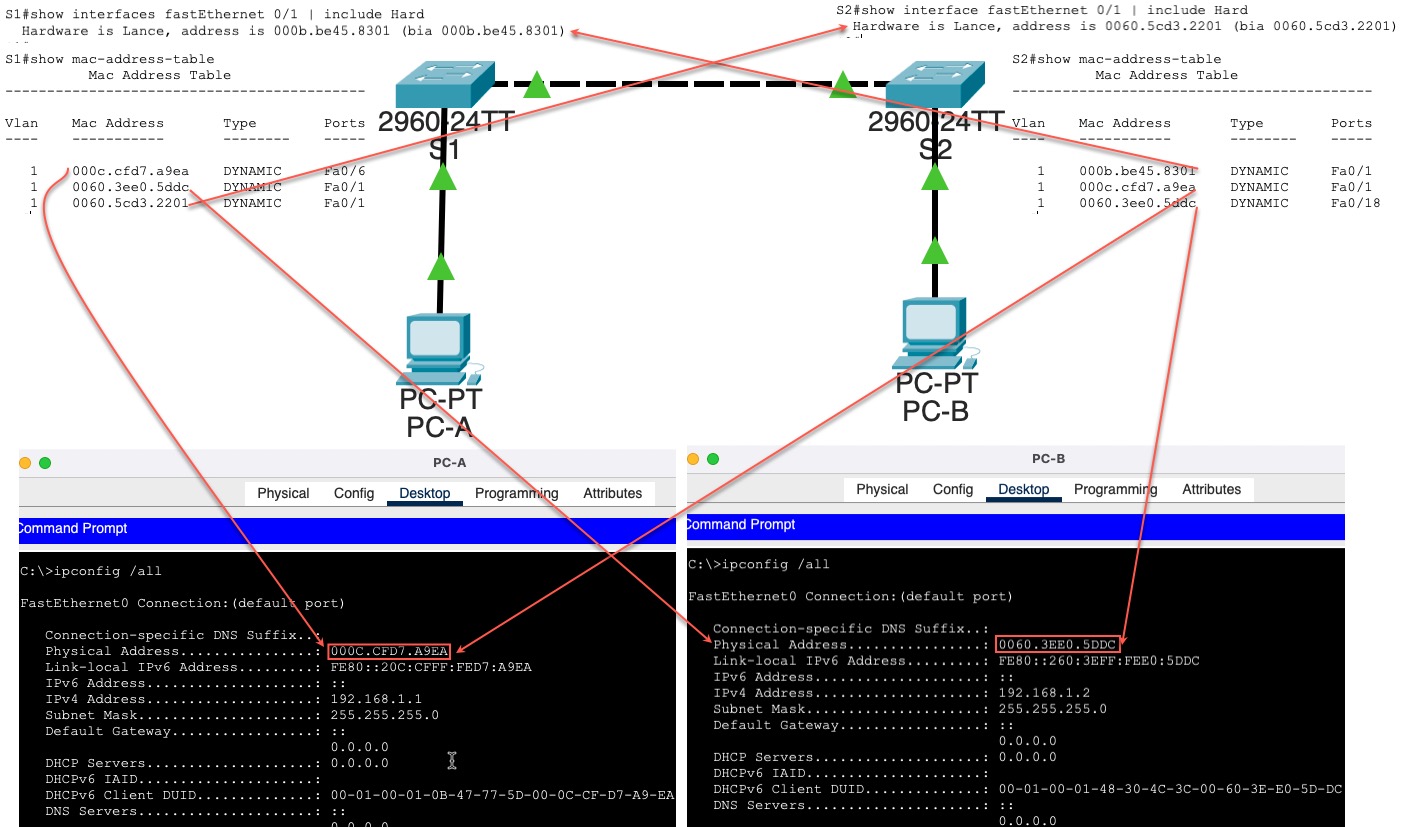 S1#show interfaces fastEthernet 0/1 | include Hard
Hardware is Lance, address is 000b.be45.8301 (bia 000b.be45.8301)
S1#show mac-address-table
Mac Address Table
-------------------------------------------
Vlan Mac Address Type Ports
---- ----------- -------- -----
1 000c.cfd7.a9ea DYNAMIC Fa0/6
1 0060.3ee0.5ddc DYNAMIC Fa0/1
1 0060.5cd3.2201 DYNAMIC Fa0/1
S2#show interface fastEthernet 0/1 | include Hard
Hardware is Lance, address is 0060.5cd3.2201 (bia 0060.5cd3.2201)
S2#show mac-address-table
Mac Address Table
-------------------------------------------
Vlan Mac Address Type Ports
---- ----------- -------- -----
1 000b.be45.8301 DYNAMIC Fa0/1
1 000c.cfd7.a9ea DYNAMIC Fa0/1
1 0060.3ee0.5ddc DYNAMIC Fa0/18
2960-24TT
S1
2960-24TT
S2
PC-PT
PC-A
PC-PT
PC-B
PC-A
Physical Config Desktop Programming Attributes
Command Prompt
C:\>ipconfig /all
FastEthernet0 Connection:(default port)
Connection-specific DNS Suffix..:
Physical Address................: 000C.CFD7.A9EA
Link-local IPv6 Address.........: FE80::20C:CFFF:FED7:A9EA
IPv6 Address....................: ::
IPv4 Address....................: 192.168.1.1
Subnet Mask.....................: 255.255.255.0
Default Gateway.................: ::
0.0.0.0
DHCP Servers....................: 0.0.0.0
DHCPv6 IAID.....................:
DHCPv6 Client DUID..............: 00-01-00-01-0B-47-77-5D-00-0C-CF-D7-A9-EA
DNS Servers.....................: ::
0.0.0.0
PC-B
Physical Config Desktop Programming Attributes
Command Prompt
C:\>ipconfig /all
FastEthernet0 Connection:(default port)
Connection-specific DNS Suffix..:
Physical Address................: 0060.3EE0.5DDC
Link-local IPv6 Address.........: FE80::260:3EFF:FEE0:5DDC
IPv6 Address....................: ::
IPv4 Address....................: 192.168.1.2
Subnet Mask.....................: 255.255.255.0
Default Gateway.................: ::
0.0.0.0
DHCP Servers....................: 0.0.0.0
DHCPv6 IAID.....................:
DHCPv6 Client DUID..............: 00-01-00-01-48-30-4C-3C-00-60-3E-E0-5D-DC
DNS Servers.....................: ::
0.0.0.0